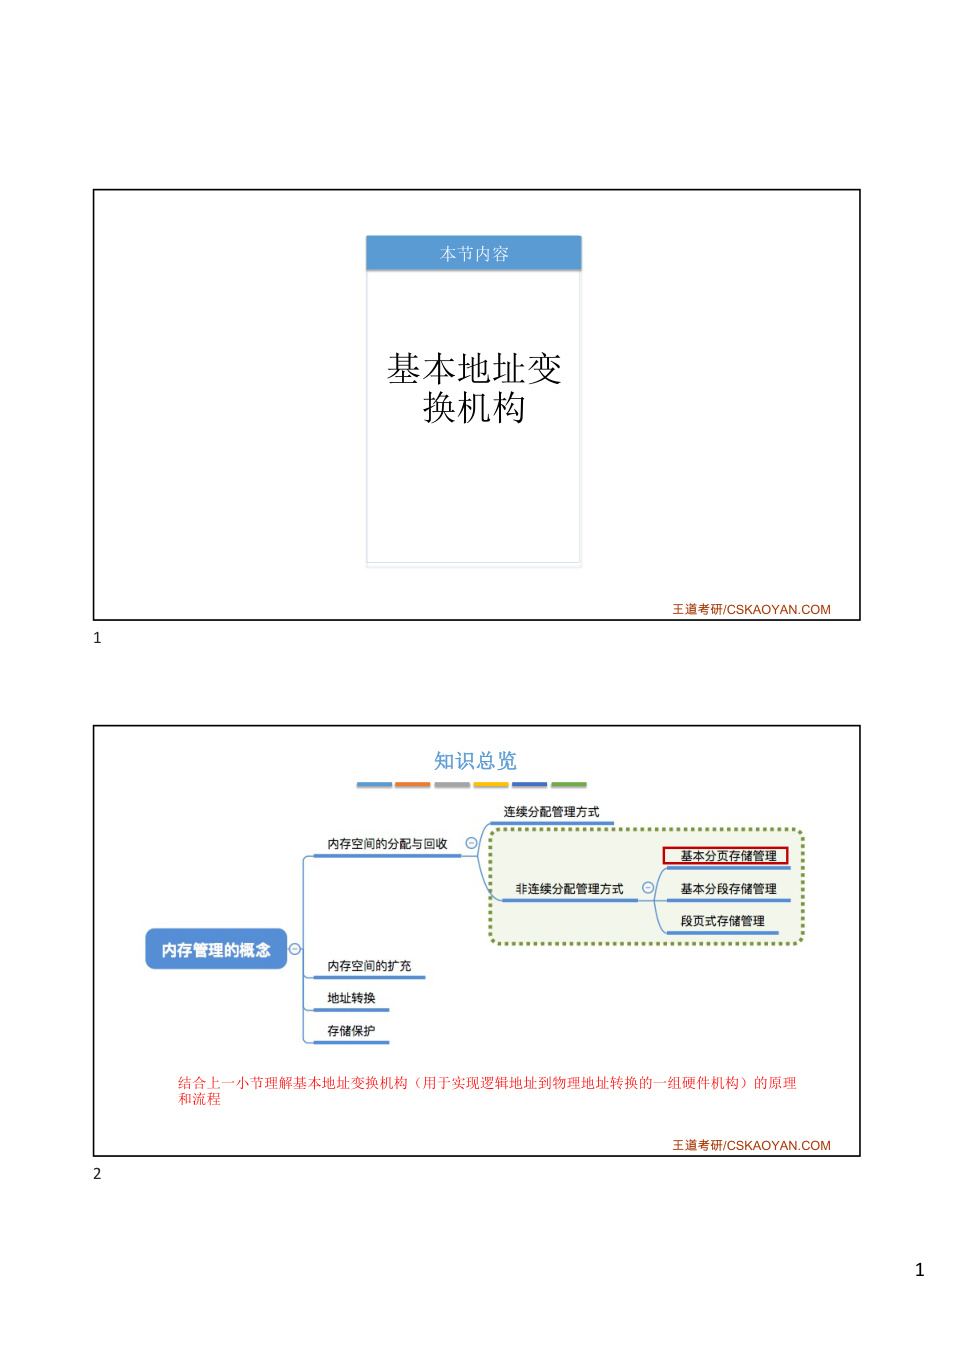 本节内容
基本地址变
换机构
王道考研/CSKAOYAN.COM
1
知识总览
连续分配管理方式
内存空间的分配与回收
基本分页存储管理
非连续分配管理方式
基本分段存储管理
段页式存储管理
内存管理的概念
内存空间的扩充
地址转换
存储保护
结合上一小节理解基本地址变换机构（用于实现逻辑地址到物理地址转换的一组硬件机构）的原理
和流程
王道考研/CSKAOYAN.COM
2
1